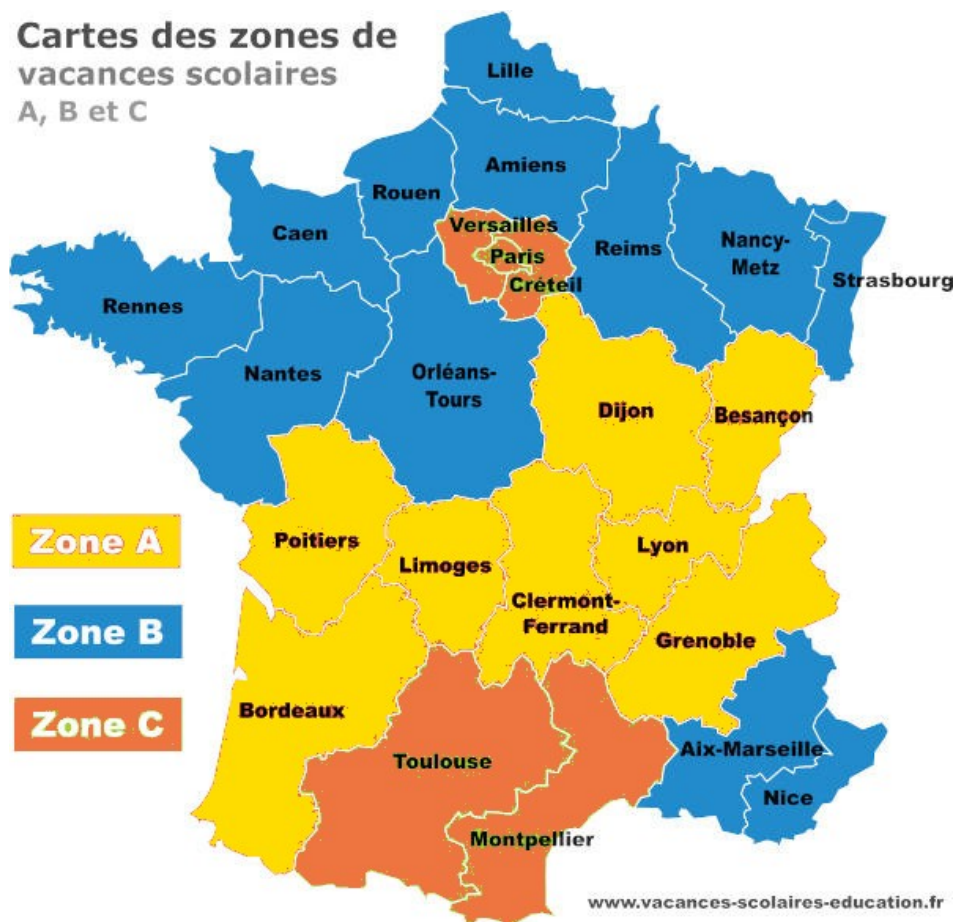 Cartes des zones de
vacances scolaires
A, B et C
Lille
Amiens
Rouen
Caen
Versailles
Paris
Créteil
Reims
Nancy-
Metz
Strasbourg
Rennes
Nantes
Orléans-
Tours
Dijon
Besançon
Zone A
Poitiers
Limoges
Lyon
Clermont-
Ferrand
Grenoble
Zone B
Zone C
Bordeaux
Toulouse
Aix-Marseille
Nice
Montpellier
www.vacances-scolaires-education.fr